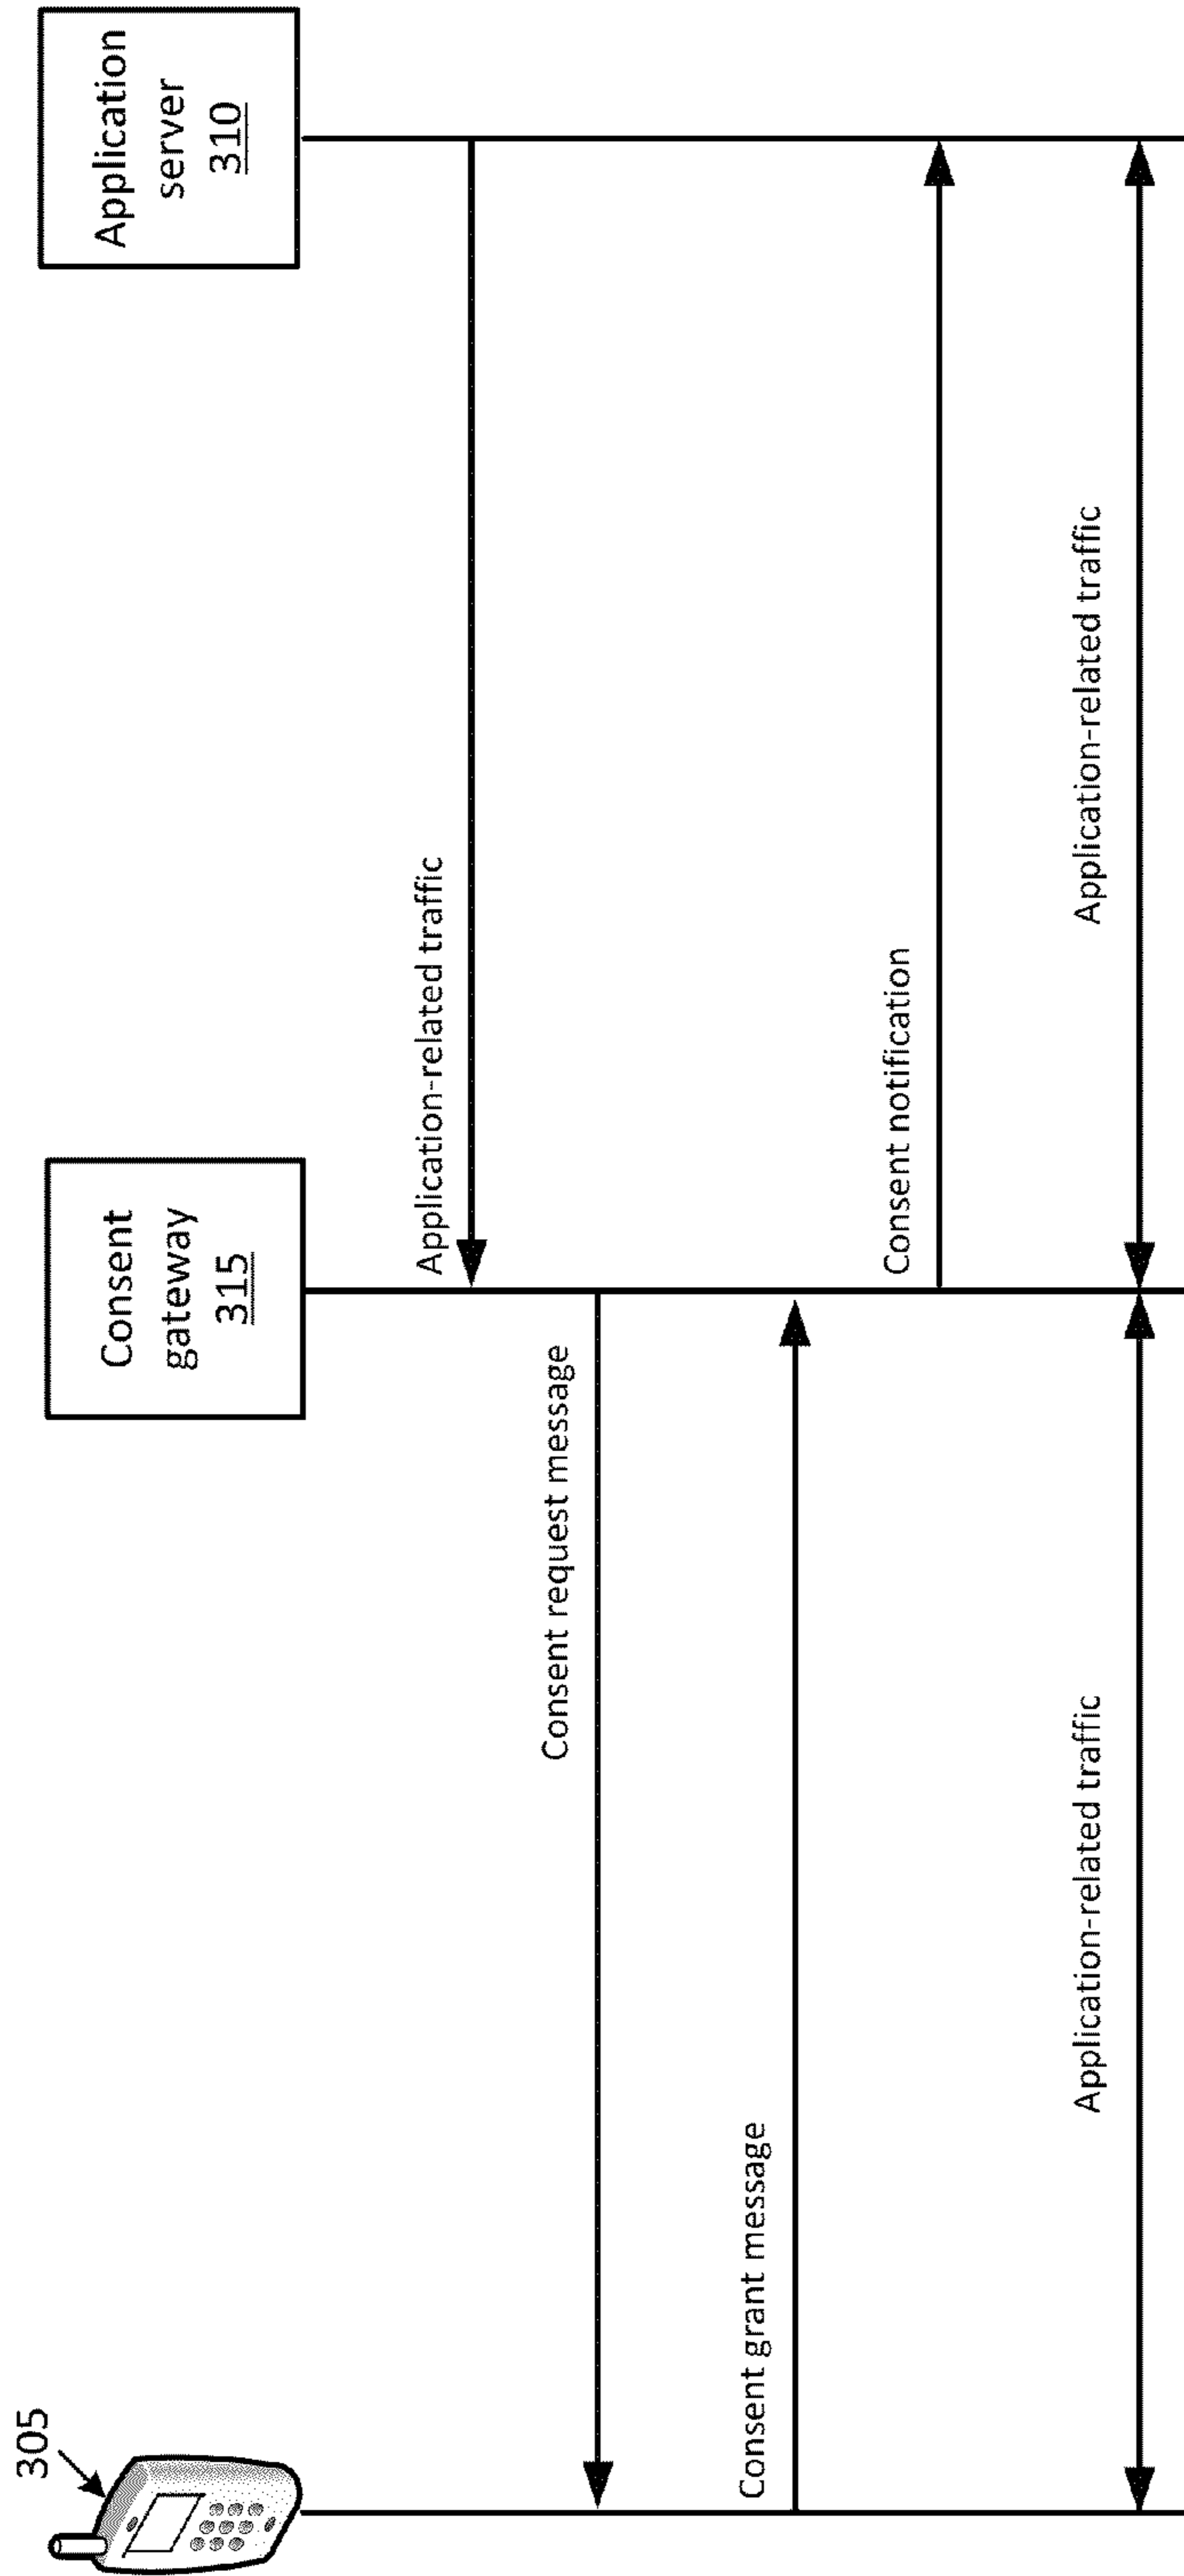 305
Consent
gateway
315
Application
server
310
Application-related traffic
Consent request message
Consent grant message
Consent notification
Application-related traffic
Application-related traffic